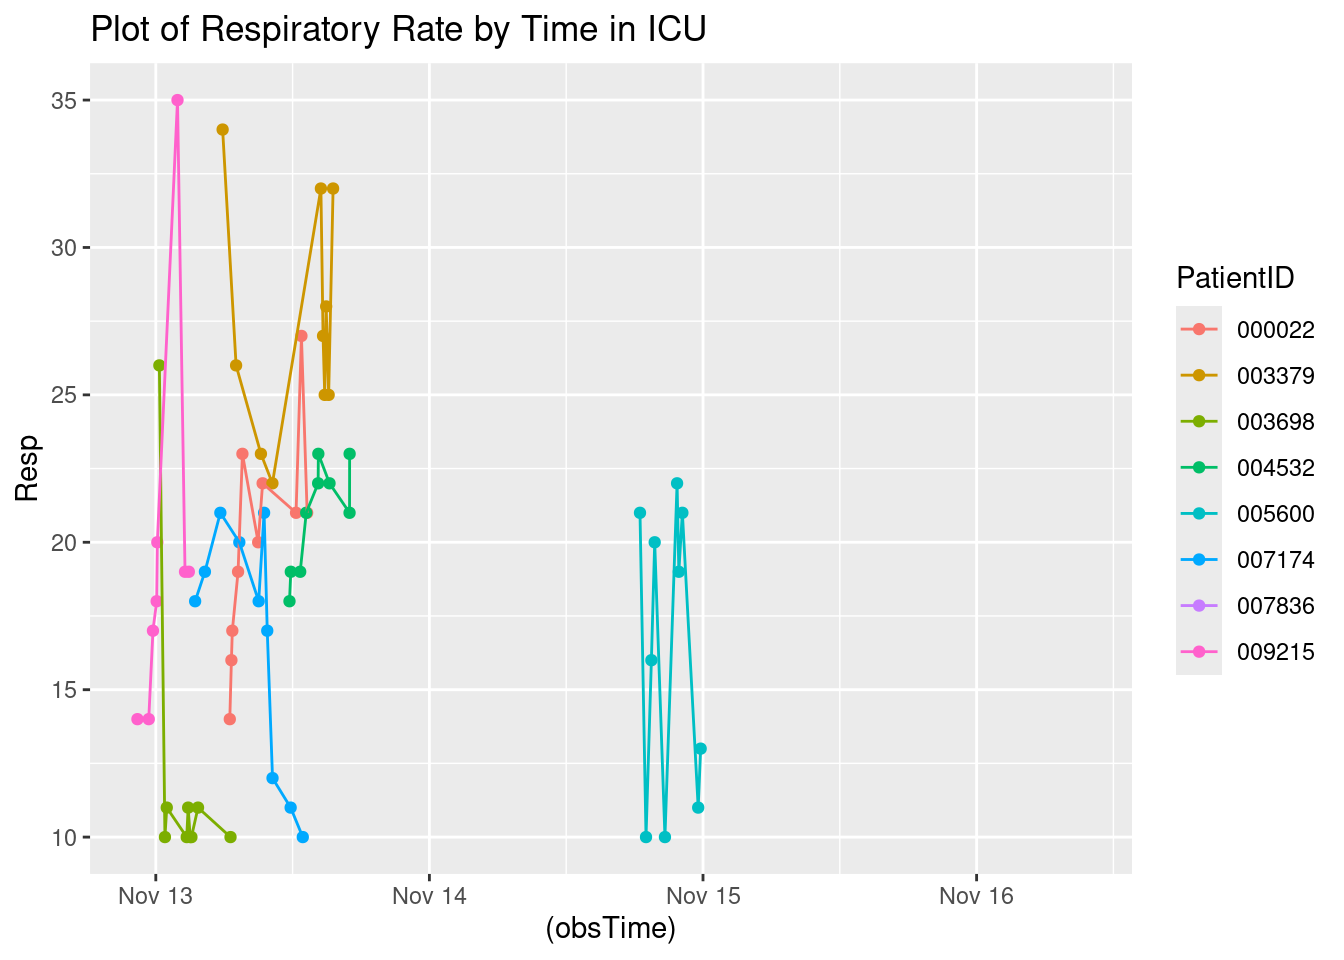 Plot of Respiratory Rate by Time in ICU
35
30
25
20
15
10
Resp
Nov 13
Nov 14
Nov 15
Nov 16
(obsTime)
PatientID
000022
003379
003698
004532
005600
007174
007836
009215